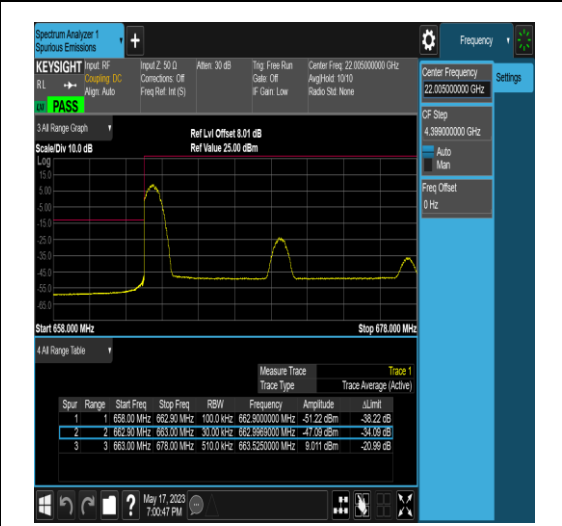 Spectrum Analyzer 1
Spurious Emissions
Frequency
KEYSIGHT Input: RF Input Z: 50 Ω Atten: 30 dB Trig: Free Run Center Freq: 22.005000000 GHz
RL Coupling: DC Corrections: Off Gate: Off Avg|Hold: 10/10
Align: Auto Freq Ref: Int (S) IF Gain: Low Radio Std: None
PASS
Center Frequency
22.005000000 GHz
Settings
CF Step
4.399000000 GHz
Auto
Man
Freq Offset
0 Hz
3 All Range Graph
Ref Lvl Offset 8.01 dB
Scale/Div 10.0 dB Ref Value 25.00 dBm
Log
15.0
5.00
-5.00
-15.0
-25.0
-35.0
-45.0
-55.0
-65.0
Start 658.000 MHz Stop 678.000 MHz
4 All Range Table
Measure Trace Trace 1
Trace Type Trace Average (Active)
Spur Range Start Freq Stop Freq RBW Frequency Amplitude ΔLimit
1 1 658.00 MHz 662.90 MHz 100.0 kHz 662.9000000 MHz -51.22 dBm -38.22 dB
2 2 662.90 MHz 663.00 MHz 30.00 kHz 662.9969000 MHz -47.09 dBm -34.09 dB
3 3 663.00 MHz 678.00 MHz 510.0 kHz 663.5250000 MHz 9.011 dBm -20.99 dB
May 17, 2023
7:00:47 PM